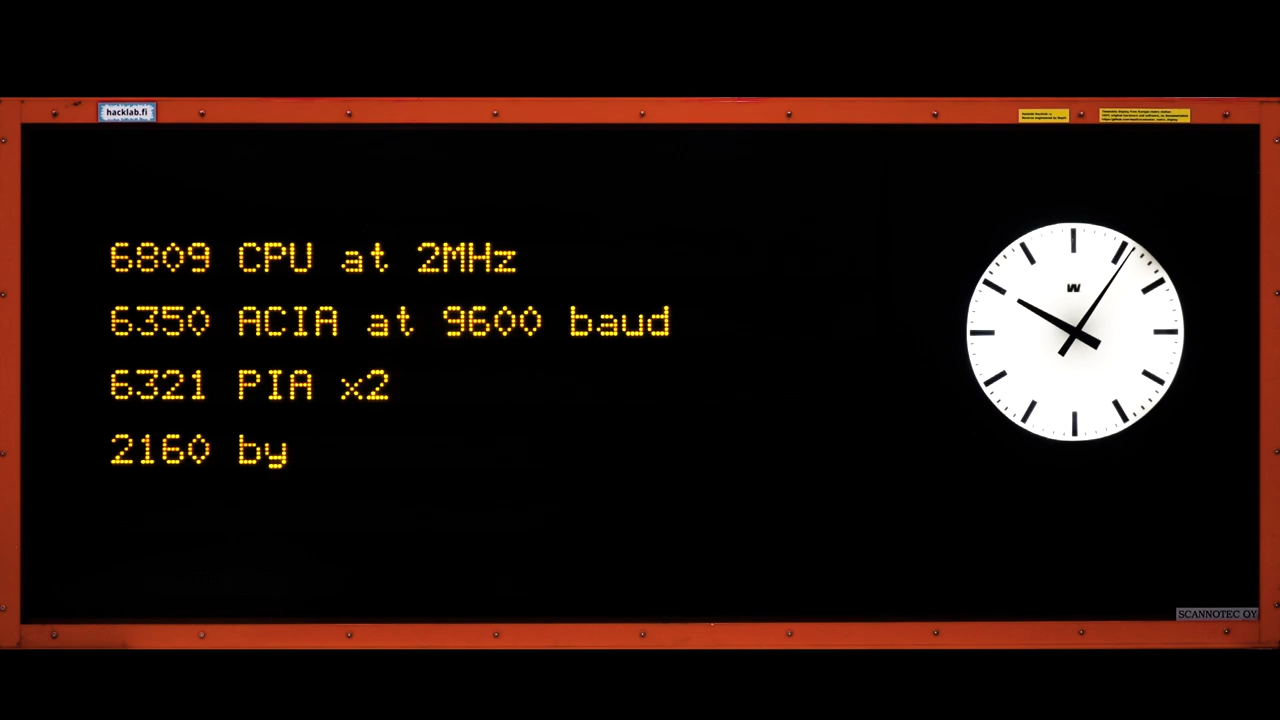 hacklab.fi
6809 CPU at 2MHz
6350 ACIA at 9600 baud
6321 PIA x2
2160 by
W
SCANNOTEC OY